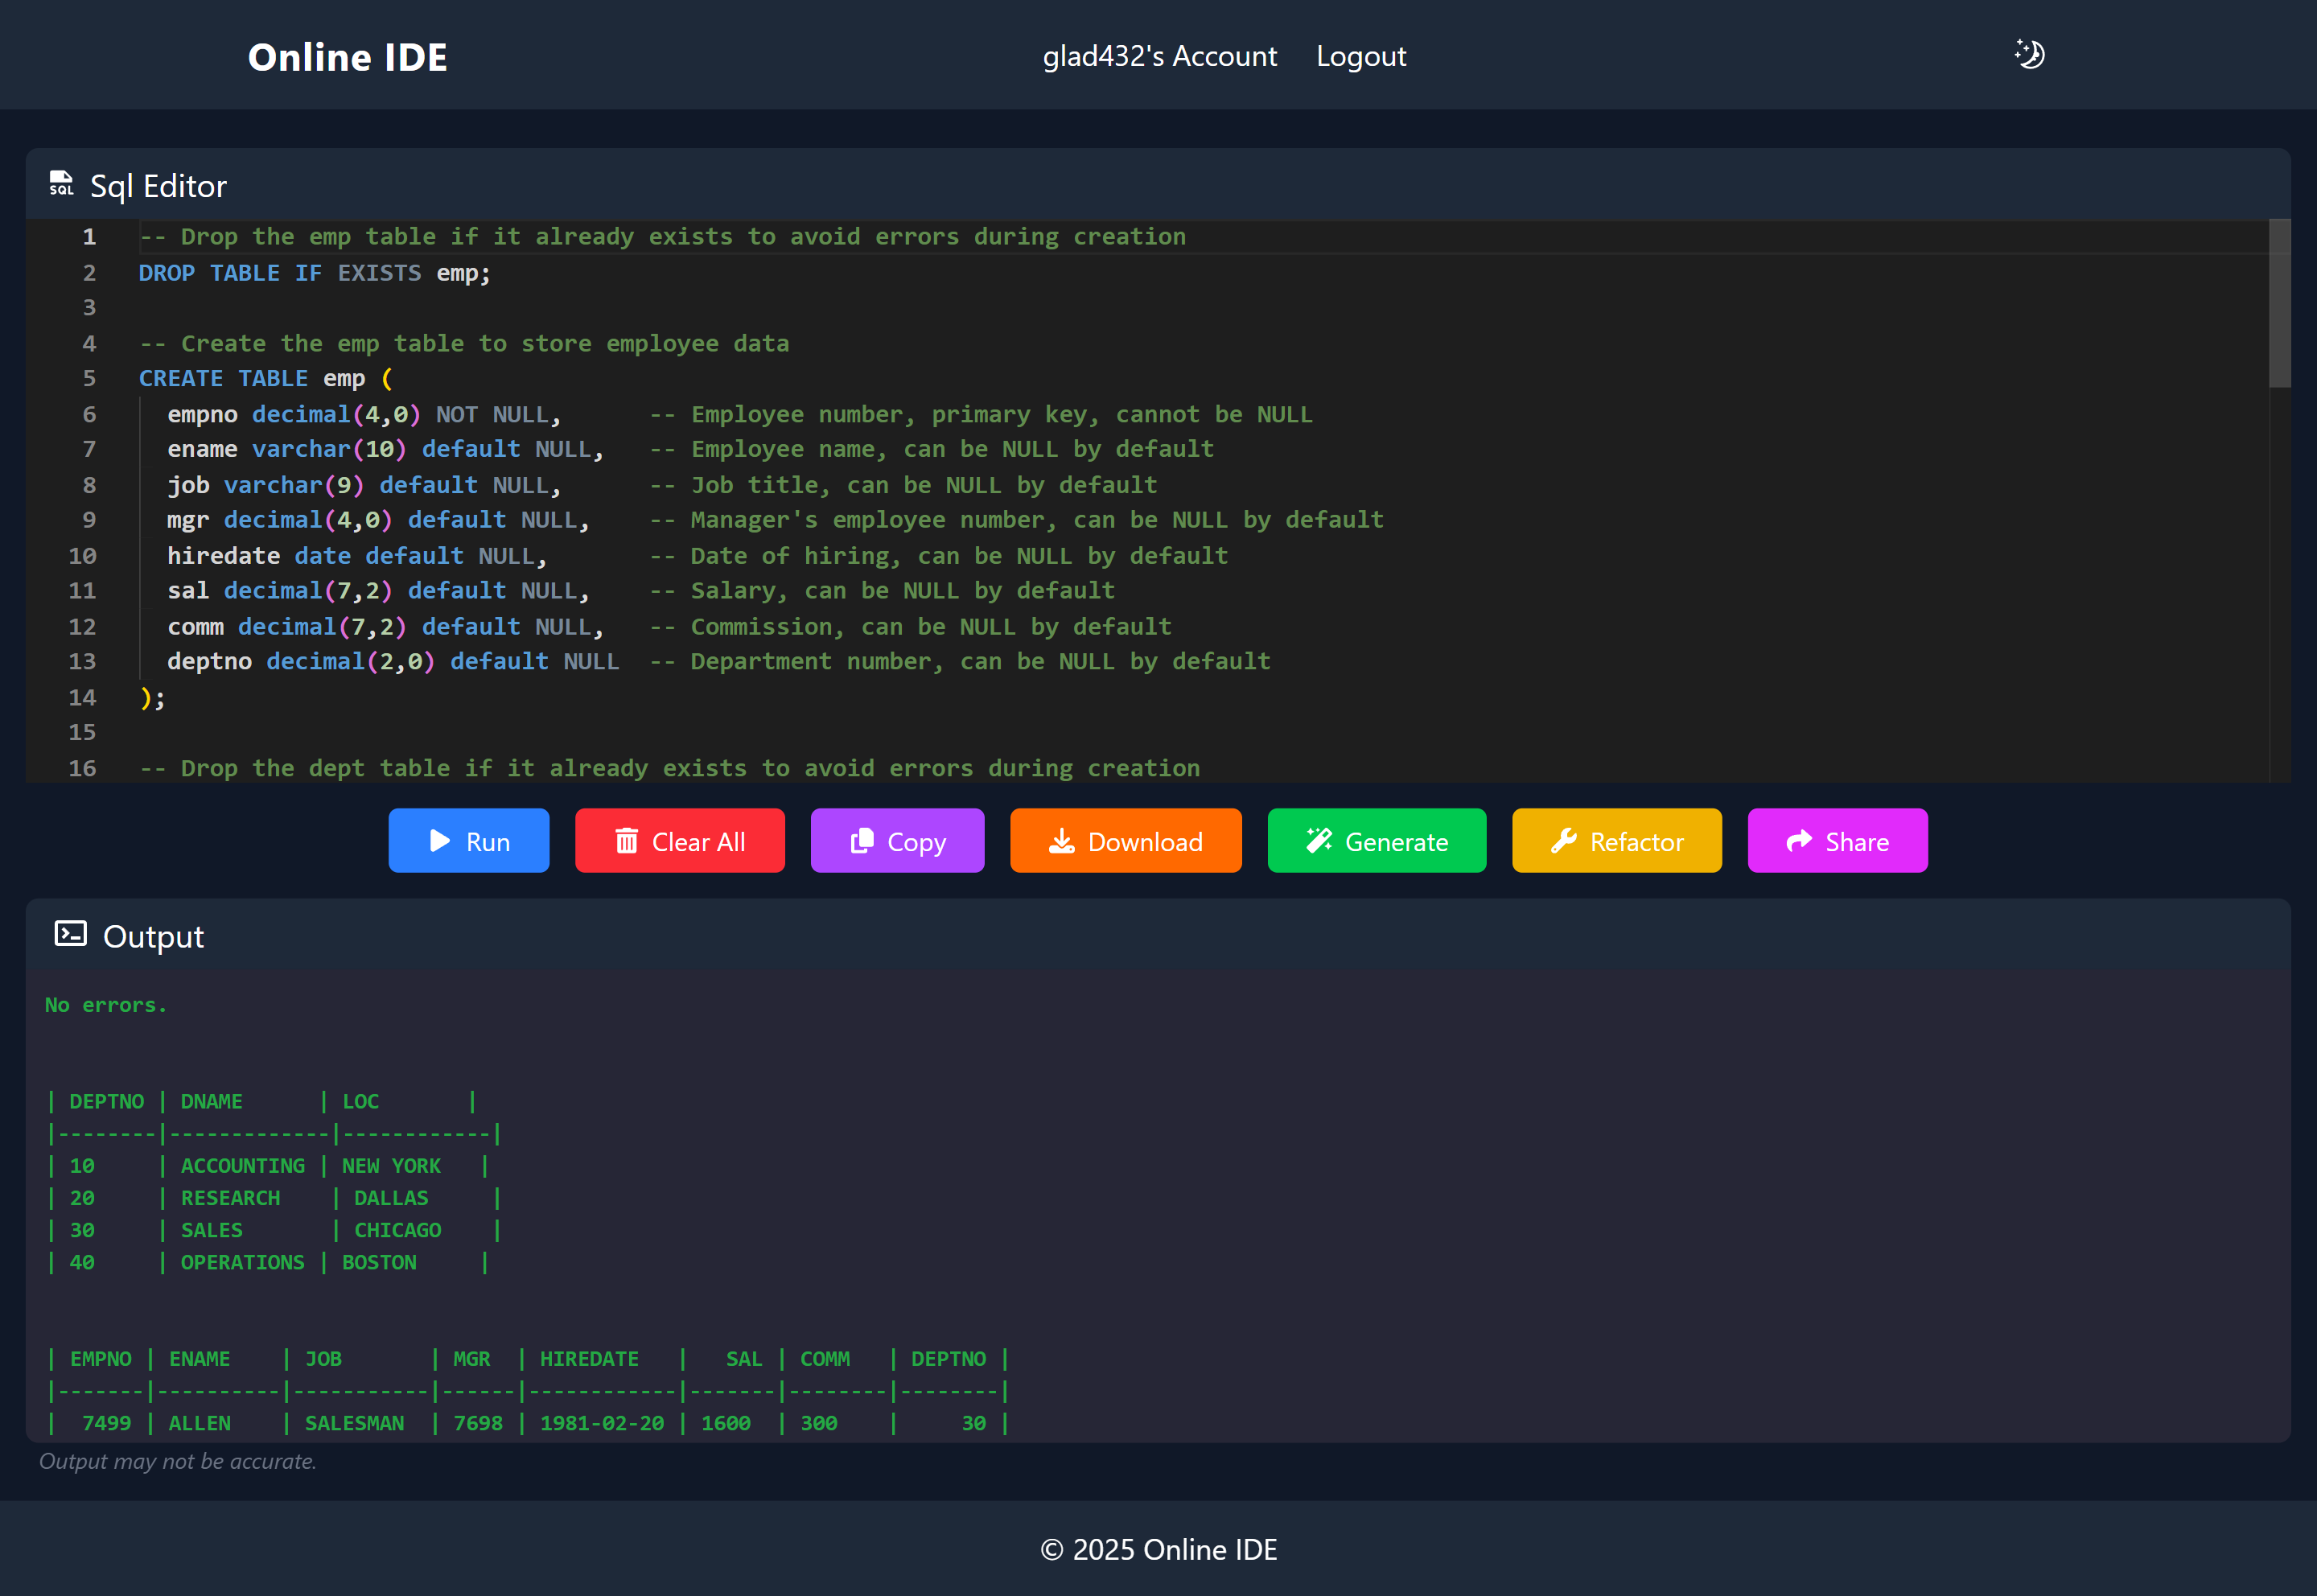 Online IDE
glad432's Account
Logout
SQL
Sql Editor
1 -- Drop the emp table if it already exists to avoid errors during creation
2 DROP TABLE IF EXISTS emp;
3
4 -- Create the emp table to store employee data
5 CREATE TABLE emp (
6   empno decimal(4,0) NOT NULL,      -- Employee number, primary key, cannot be NULL
7   ename varchar(10) default NULL,   -- Employee name, can be NULL by default
8   job varchar(9) default NULL,      -- Job title, can be NULL by default
9   mgr decimal(4,0) default NULL,    -- Manager's employee number, can be NULL by default
10   hiredate date default NULL,       -- Date of hiring, can be NULL by default
11   sal decimal(7,2) default NULL,    -- Salary, can be NULL by default
12   comm decimal(7,2) default NULL,   -- Commission, can be NULL by default
13   deptno decimal(2,0) default NULL  -- Department number, can be NULL by default
14 );
15
16 -- Drop the dept table if it already exists to avoid errors during creation
Run
Clear All
Copy
Download
Generate
Refactor
Share
Output
No errors.
| DEPTNO | DNAME      | LOC       |
|--------|-------------|------------|
| 10     | ACCOUNTING | NEW YORK   |
| 20     | RESEARCH    | DALLAS     |
| 30     | SALES       | CHICAGO    |
| 40     | OPERATIONS | BOSTON     |
| EMPNO | ENAME    | JOB       | MGR  | HIREDATE   |   SAL | COMM   | DEPTNO |
|-------|----------|-----------|------|------------|-------|--------|--------|
|  7499 | ALLEN    | SALESMAN  | 7698 | 1981-02-20 | 1600  | 300    |     30 |
Output may not be accurate.
© 2025 Online IDE